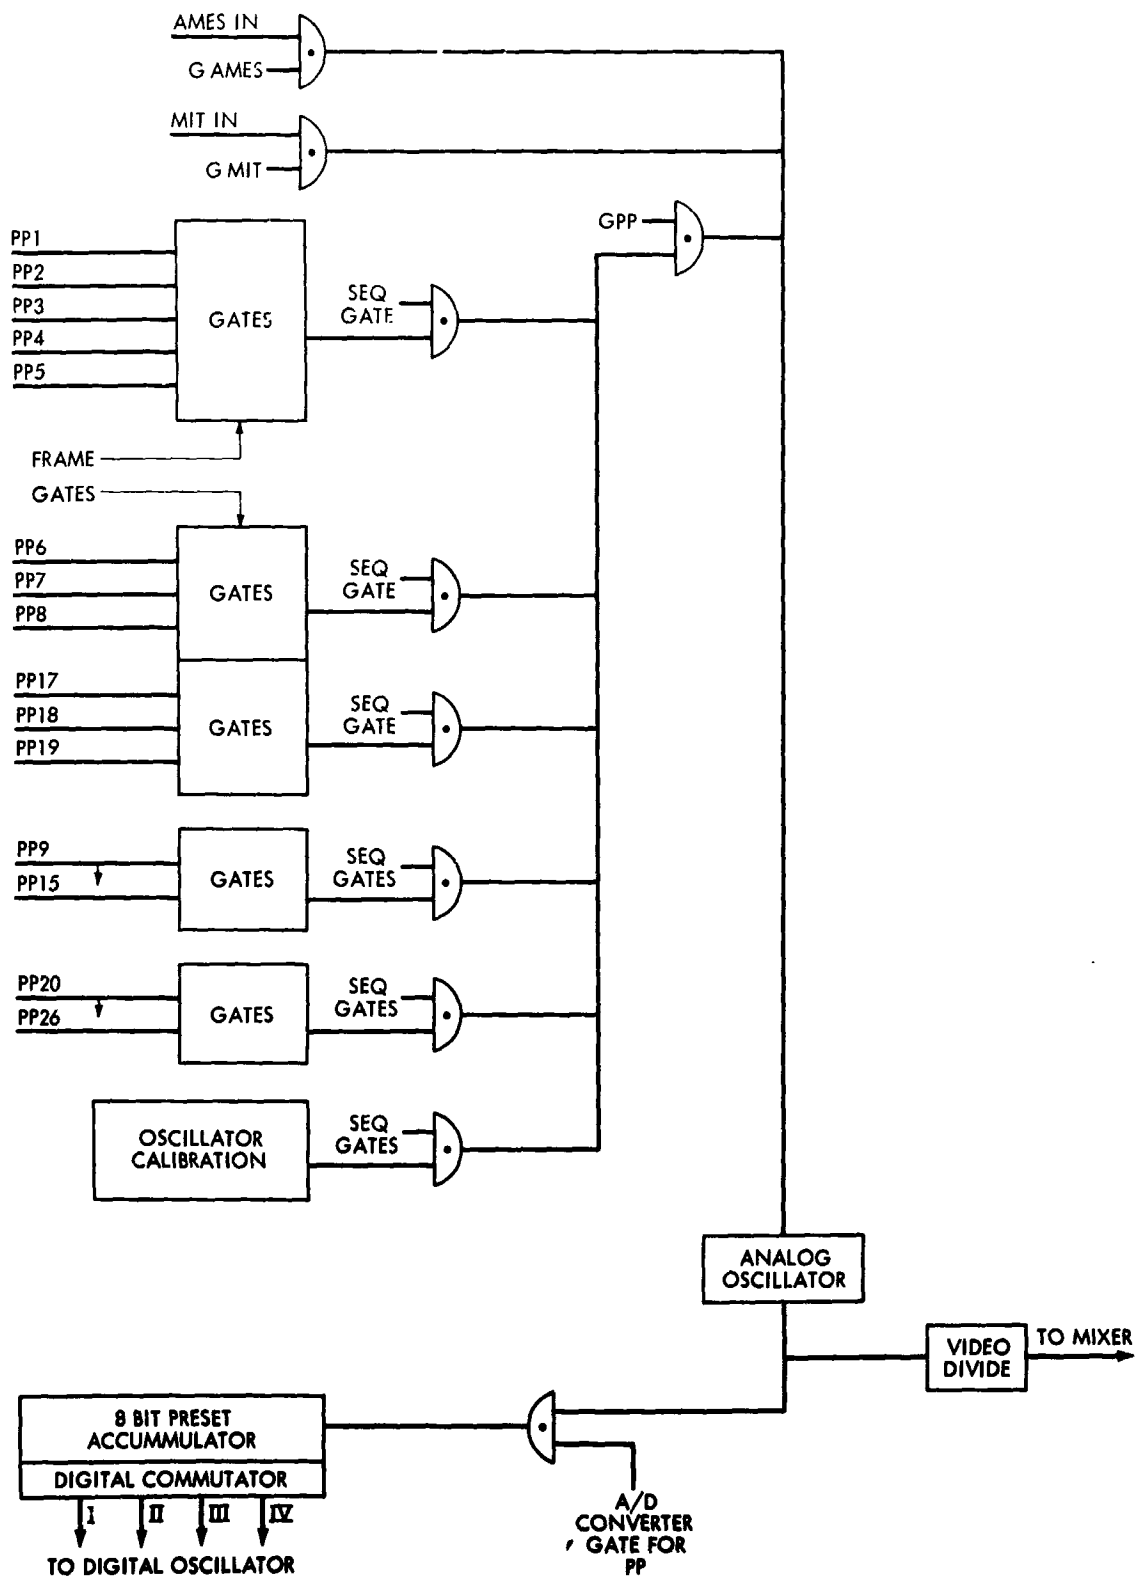 AMES IN
G AMES
MIT IN
G MIT
GPP
PP1
PP2
PP3
PP4
PP5
GATES
SEQ
GATE
FRAME
GATES
PP6
PP7
PP8
GATES
SEQ
GATE
PP17
PP18
PP19
GATES
SEQ
GATE
PP9
PP15
GATES
SEQ
GATES
PP20
PP26
GATES
SEQ
GATES
OSCILLATOR
CALIBRATION
SEQ
GATES
ANALOG
OSCILLATOR
VIDEO
DIVIDE
TO MIXER
8 BIT PRESET
ACCUMMULATOR
DIGITAL COMMUTATOR
I II III IV
TO DIGITAL OSCILLATOR
A/D
CONVERTER
GATE FOR
PP